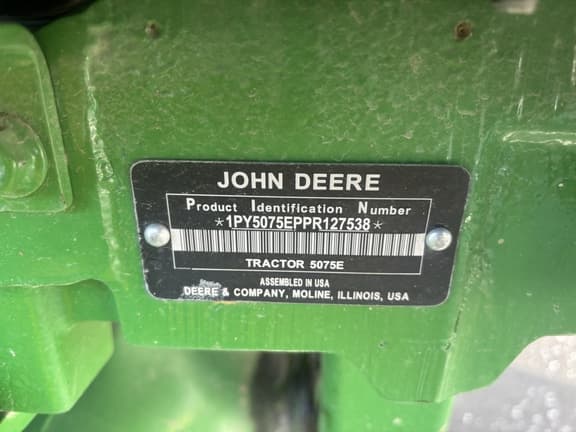 JOHN DEERE
Product Identification Number
*1PY5075EPPR127538*
TRACTOR 5075E
ASSEMBLED IN USA
DEERE & COMPANY, MOLINE, ILLINOIS, USA